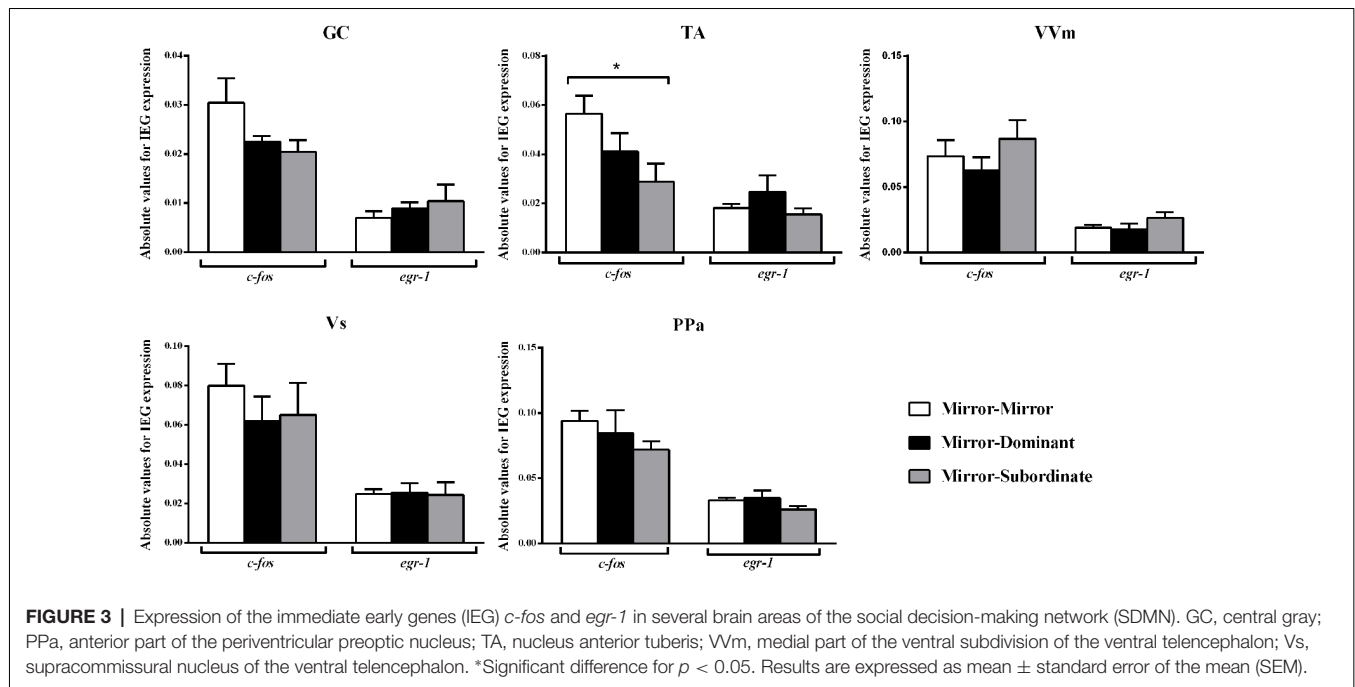 GC
Absolute values for IEG expression
0.04
0.03
0.02
0.01
0.00
c-fos
egr-1
TA
Absolute values for IEG expression
0.08
0.06
0.04
0.02
0.00
*
c-fos
egr-1
VVm
Absolute values for IEG expression
0.15
0.10
0.05
0.00
c-fos
egr-1
Vs
Absolute values for IEG expression
0.10
0.08
0.06
0.04
0.02
0.00
c-fos
egr-1
PPa
Absolute values for IEG expression
0.15
0.10
0.05
0.00
c-fos
egr-1
Mirror-Mirror
Mirror-Dominant
Mirror-Subordinate
FIGURE 3 | Expression of the immediate early genes (IEG) c-fos and egr-1 in several brain areas of the social decision-making network (SDMN). GC, central gray;
PPa, anterior part of the periventricular preoptic nucleus; TA, nucleus anterior tuberis; VVm, medial part of the ventral subdivision of the ventral telencephalon; Vs,
supracommissural nucleus of the ventral telencephalon. *Significant difference for p < 0.05. Results are expressed as mean ± standard error of the mean (SEM).